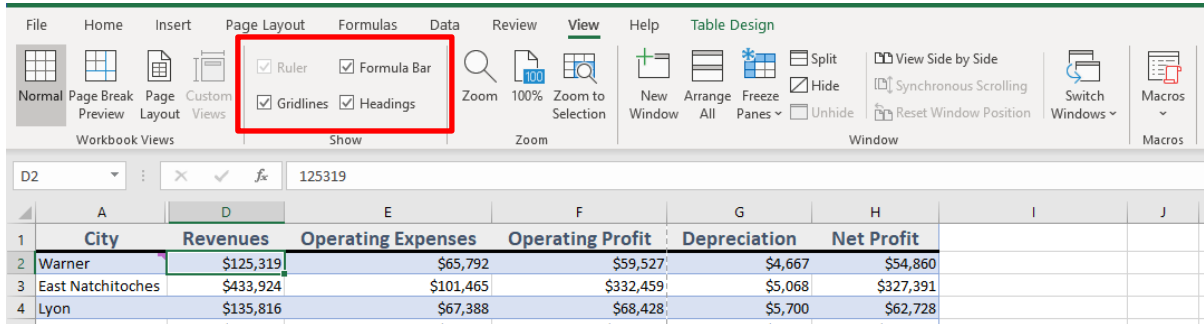 File Home Insert Page Layout Formulas Data Review View Help Table Design
Ruler Formula Bar
Gridlines Headings
Normal Page Break Preview Page Layout Custom Views
Workbook Views
Show
Zoom 100% Zoom to Selection
Zoom
New Window Arrange All Freeze Panes
Split
Hide
Unhide
View Side by Side
Synchronous Scrolling
Reset Window Position
Switch Windows
Window
Macros
Macros
D2 fx 125319
A D E F G H I J
1 City Revenues Operating Expenses Operating Profit Depreciation Net Profit
2 Warner $125,319 $65,792 $59,527 $4,667 $54,860
3 East Natchitoches $433,924 $101,465 $332,459 $5,068 $327,391
4 Lyon $135,816 $67,388 $68,428 $5,700 $62,728